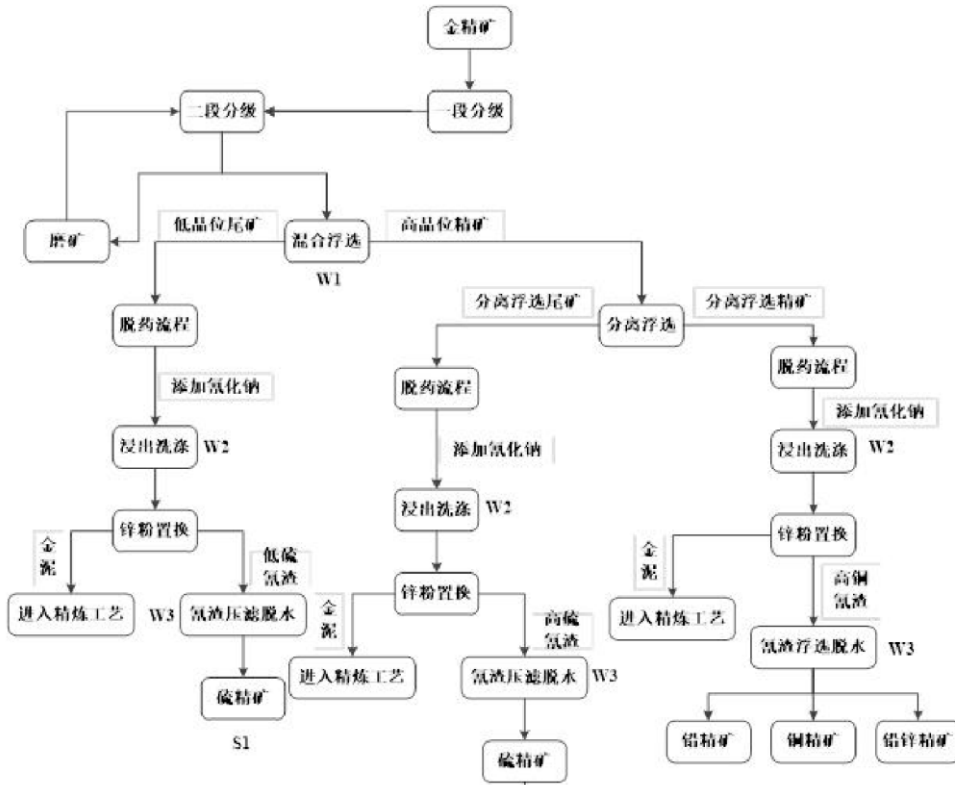 金精矿
二段分级
一段分级
低品位尾矿
高品位精矿
磨矿
混合浮选
W1
分离浮选尾矿
分离浮选精矿
分离浮选
脱药流程
脱药流程
脱药流程
添加氰化钠
添加氰化钠
添加氰化钠
浸出洗涤
W2
浸出洗涤
W2
浸出洗涤
W2
锌粉置换
锌粉置换
锌粉置换
金
泥
低硫
氰渣
金
泥
高铜
氰渣
进入精炼工艺
W3
氰渣压滤脱水
金
泥
高硫
氰渣
进入精炼工艺
氰渣浮选脱水
W3
进入精炼工艺
氰渣压滤脱水
W3
硫精矿
S1
铅精矿
铜精矿
铅锌精矿
硫精矿